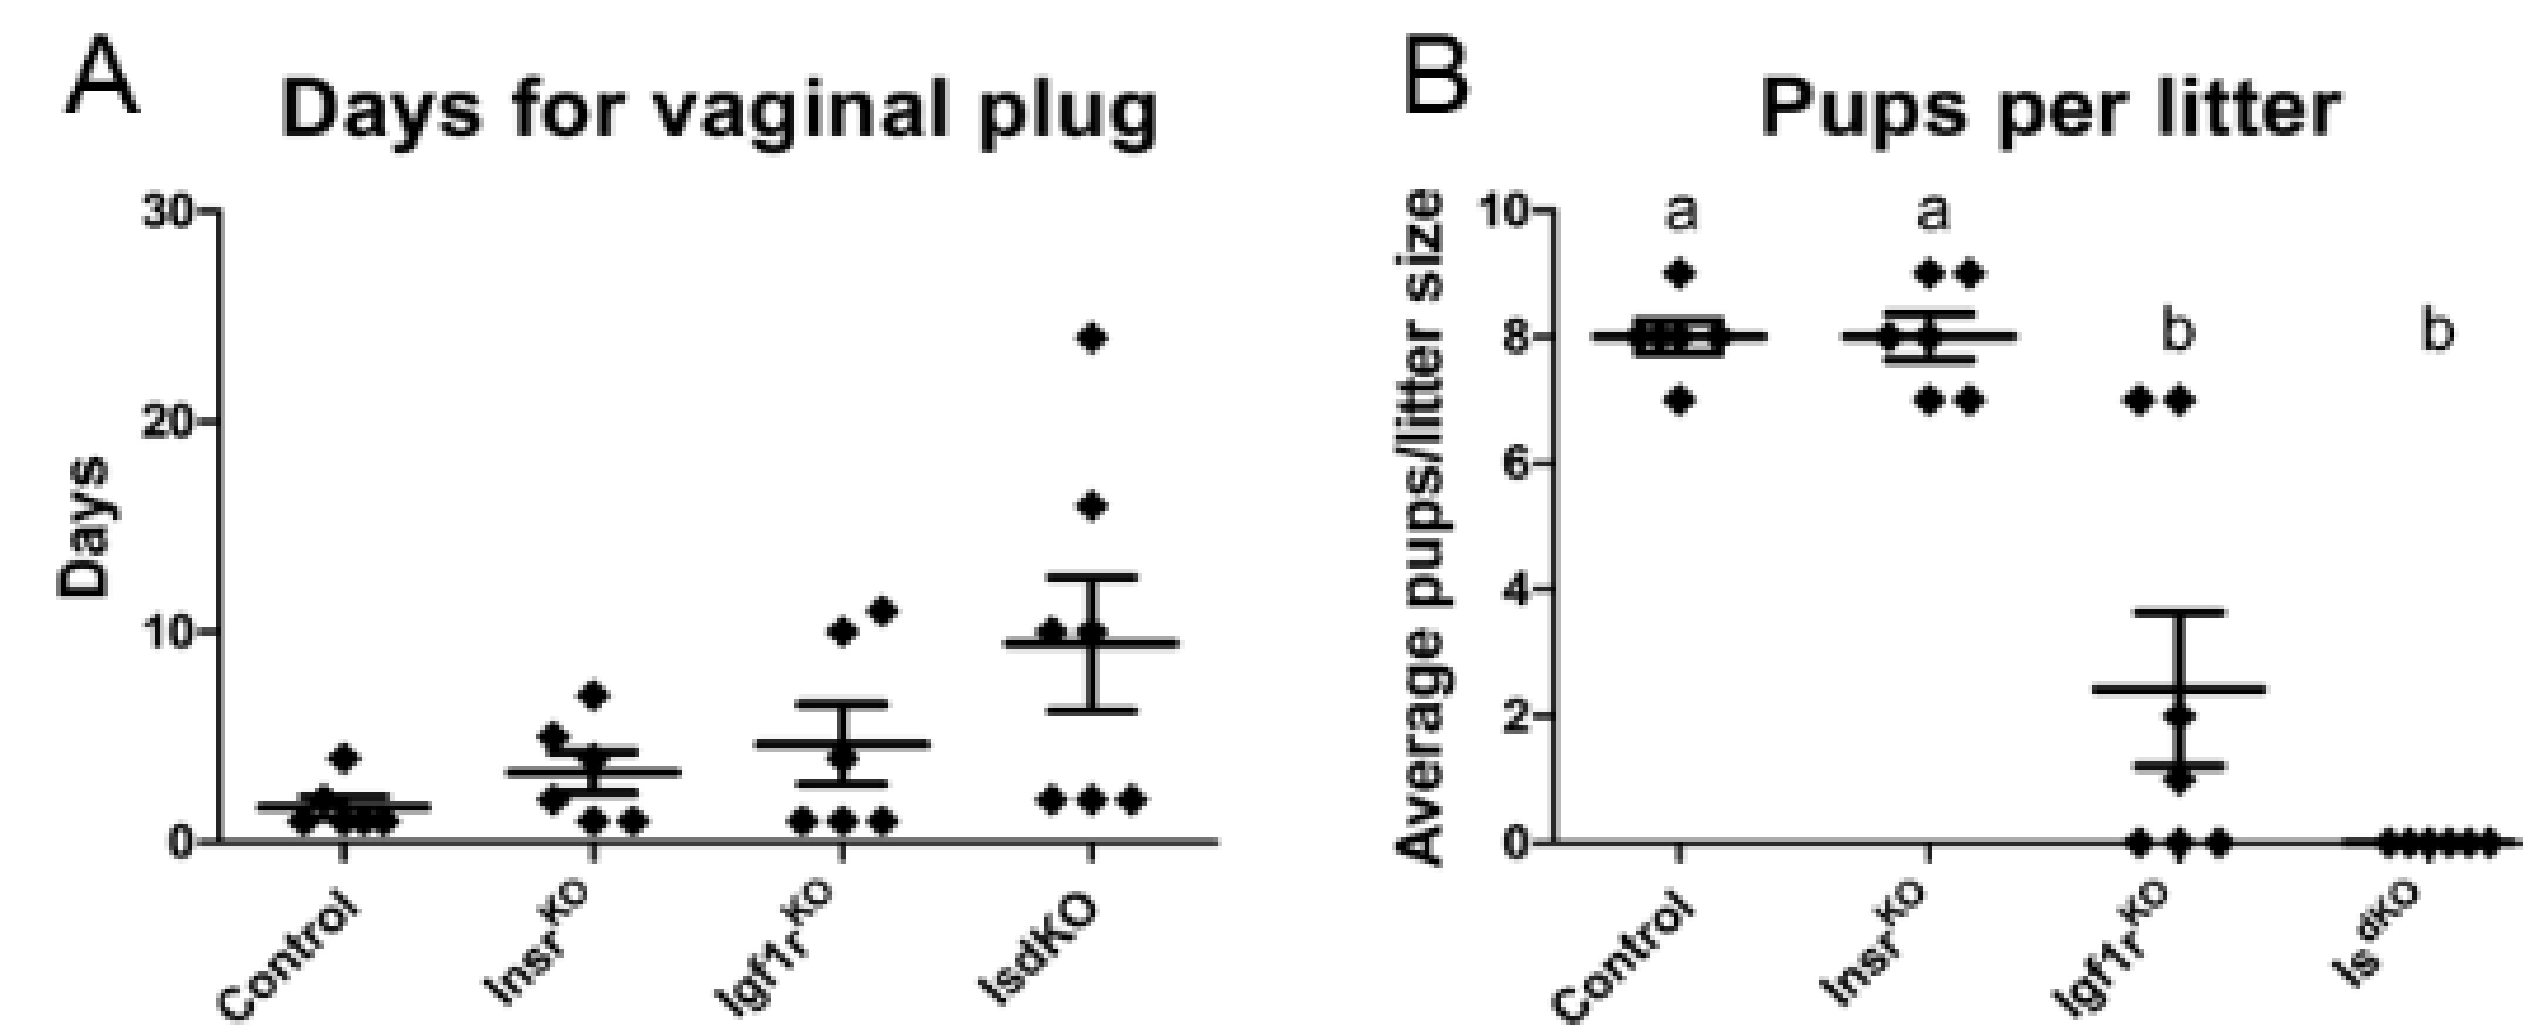 A
Days for vaginal plug
30
20
10
0
Days
Control
Insr^KO
Igf1r^KO
IsdKO
B
Pups per litter
10
8
6
4
2
0
Average pups/litter size
a
a
b
b
Control
Insr^KO
Igf1r^KO
Is^dKO